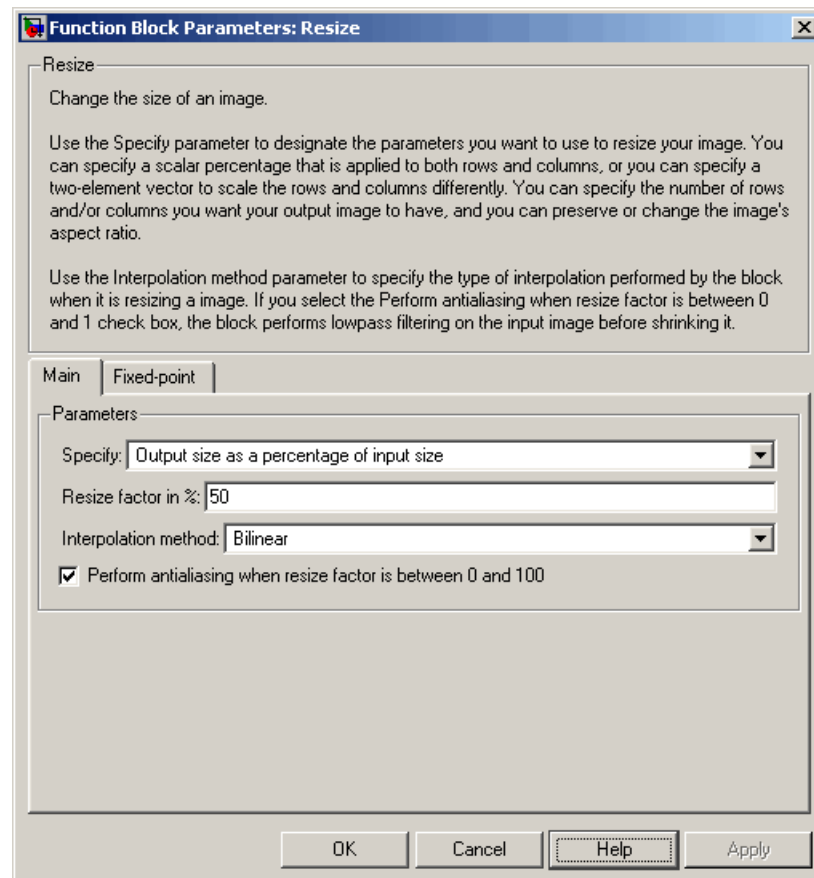 Function Block Parameters: Resize
Resize
Change the size of an image.
Use the Specify parameter to designate the parameters you want to use to resize your image. You
can specify a scalar percentage that is applied to both rows and columns, or you can specify a
two-element vector to scale the rows and columns differently. You can specify the number of rows
and/or columns you want your output image to have, and you can preserve or change the image's
aspect ratio.
Use the Interpolation method parameter to specify the type of interpolation performed by the block
when it is resizing a image. If you select the Perform antialiasing when resize factor is between 0
and 1 check box, the block performs lowpass filtering on the input image before shrinking it.
Main Fixed-point
Parameters
Specify: Output size as a percentage of input size
Resize factor in %: 50
Interpolation method: Bilinear
Perform antialiasing when resize factor is between 0 and 100
OK Cancel Help Apply